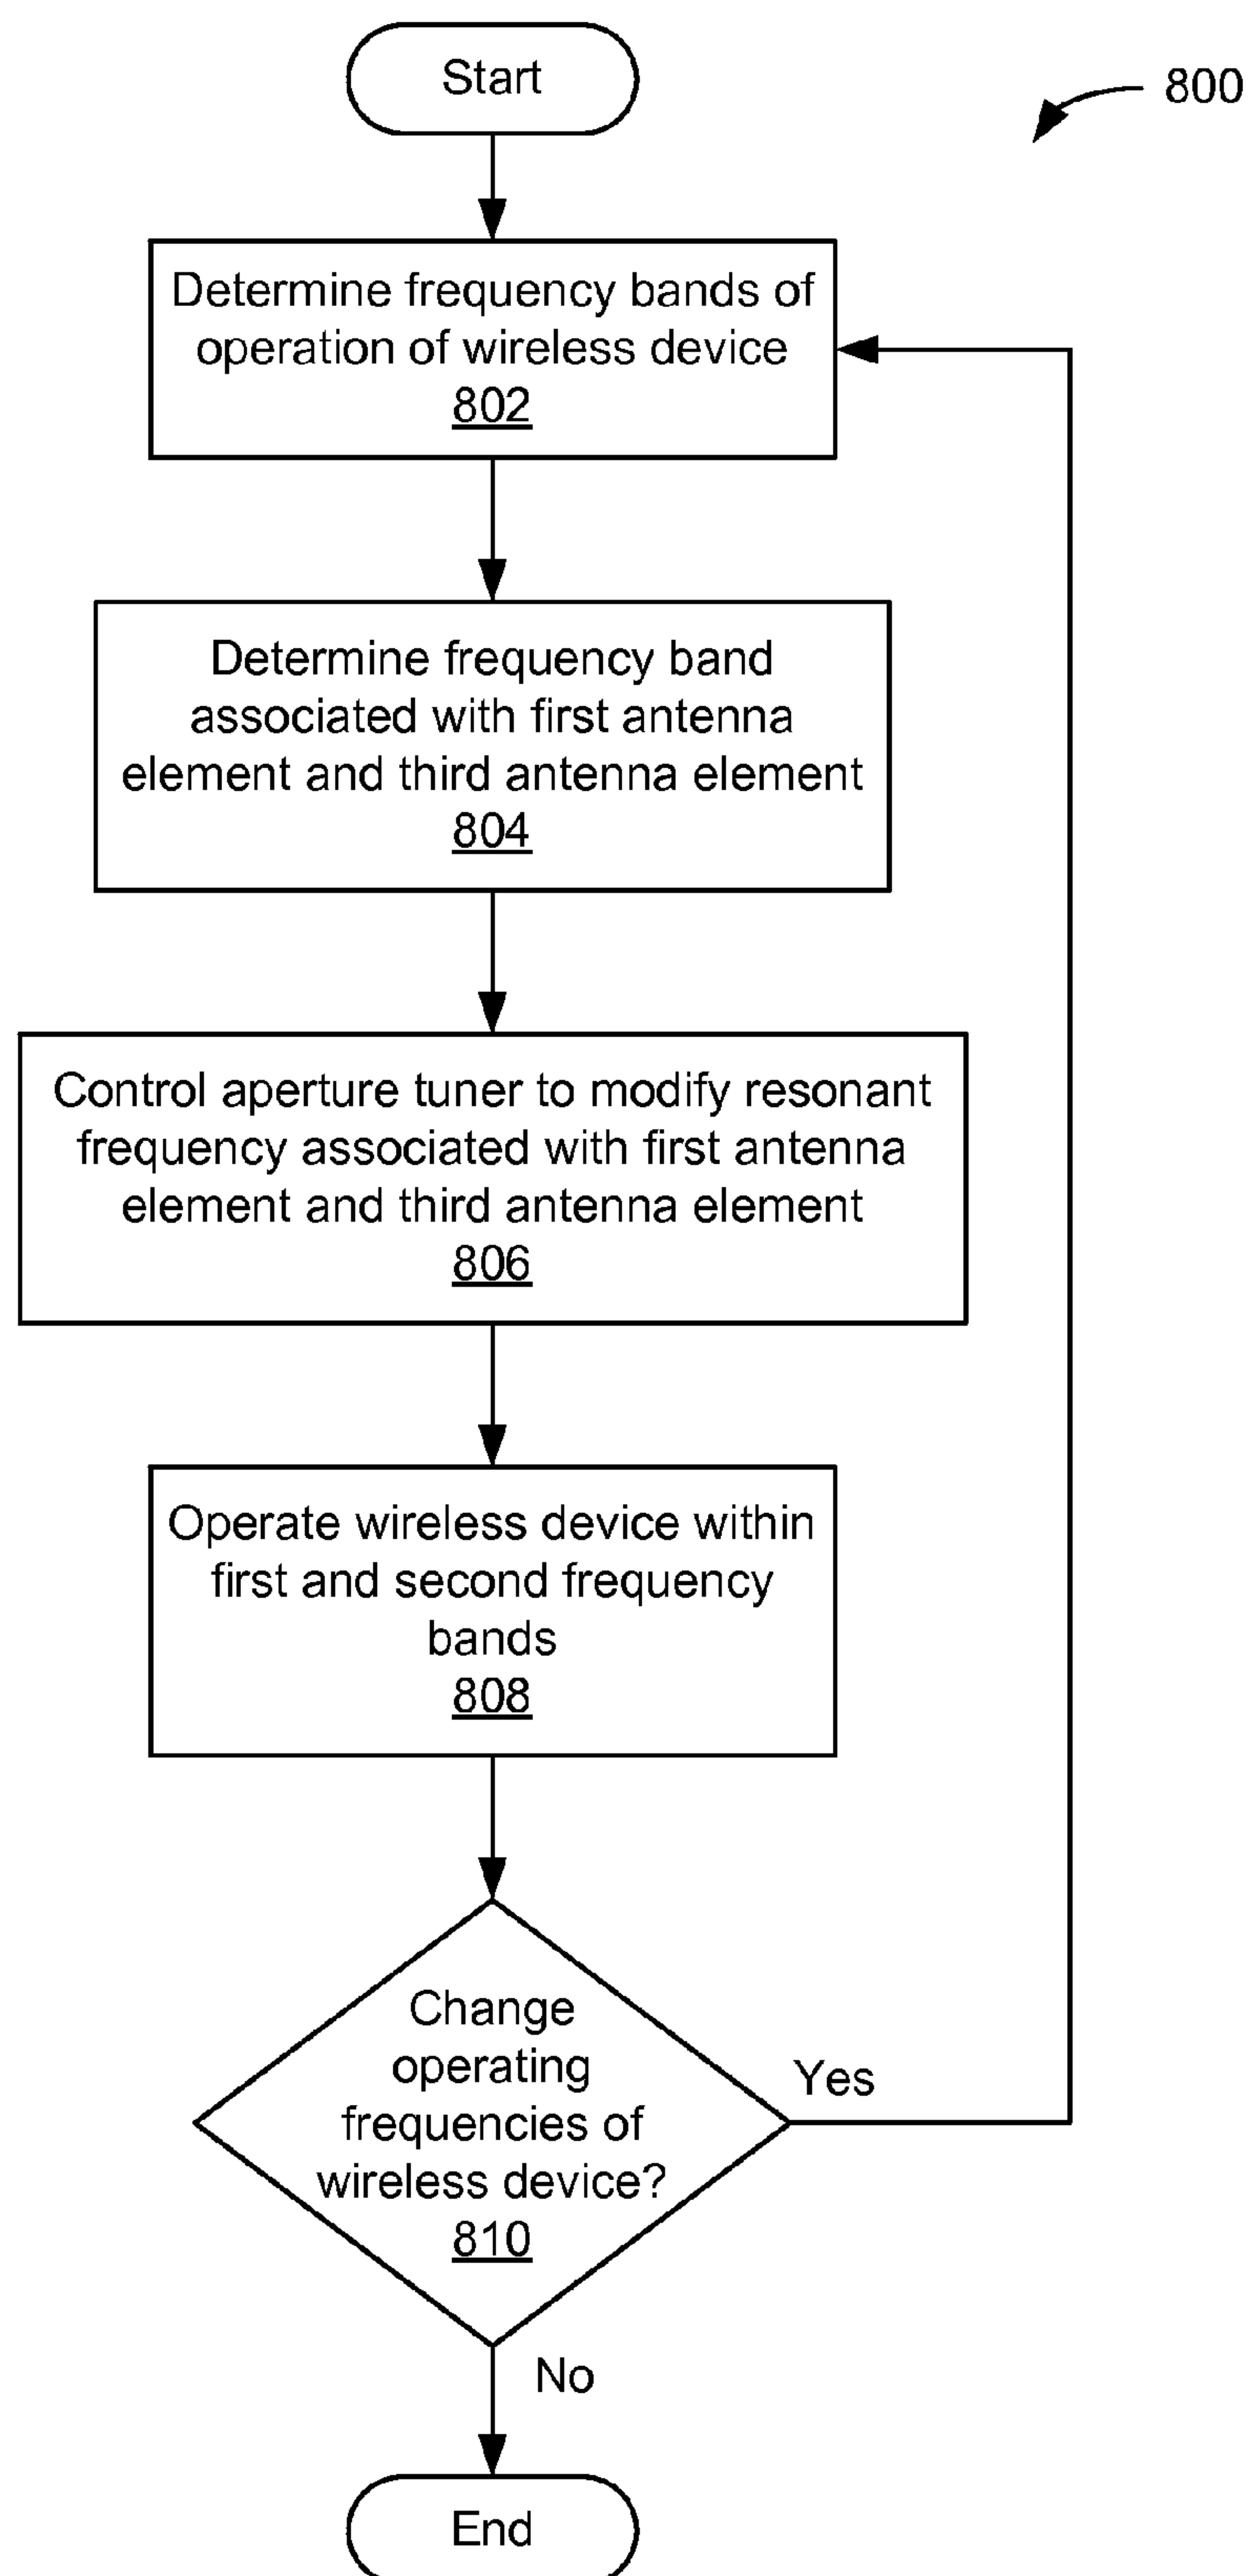 Start
800
Determine frequency bands of
operation of wireless device
802
Determine frequency band
associated with first antenna
element and third antenna element
804
Control aperture tuner to modify resonant
frequency associated with first antenna
element and third antenna element
806
Operate wireless device within
first and second frequency
bands
808
Change
operating
frequencies of
wireless device?
810
Yes
No
End